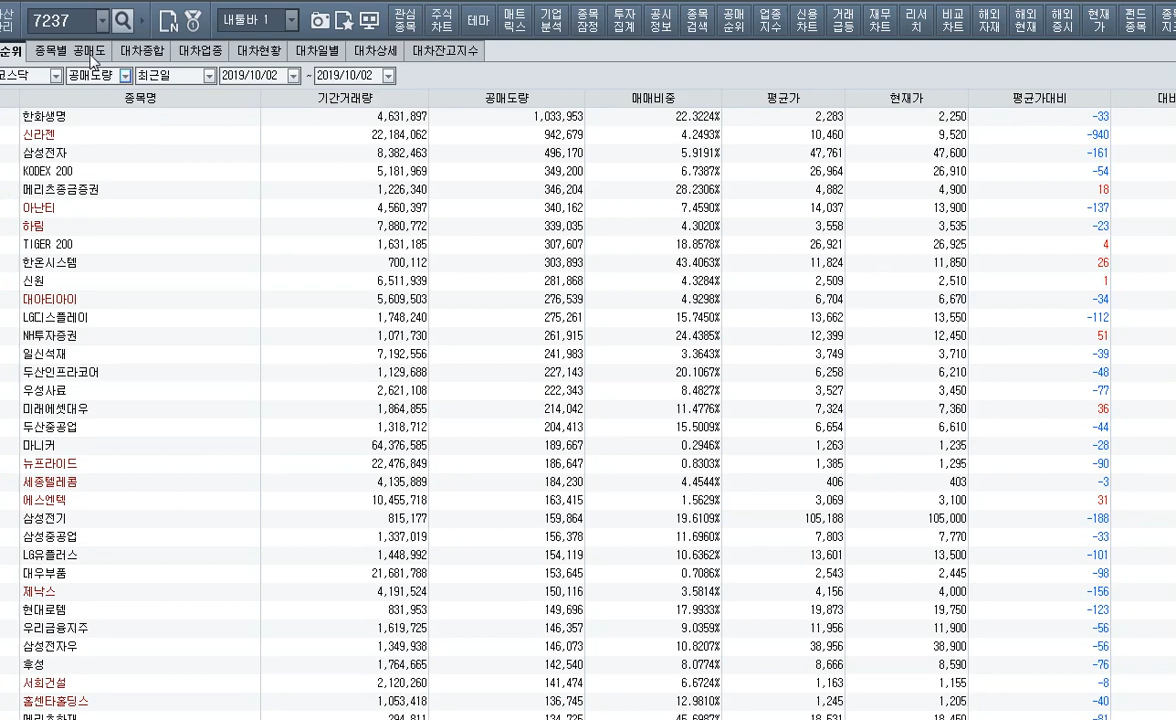 산 7237 내툴바 1 관심 주식 테마 매트 기업 종목 투자 공시 종목 공매 업종 신용 거래 재무 리서 비교 해외 해외 해외 현재 펀드
리 종목 차트 릭스 분석 잠정 집계 정보 검색 순위 지수 차트 급등 차트 치 차트 자재 현재 증시 가 종목 지수
순위 종목별 공매도 대차종합 대차업종 대차현황 대차일별 대차상세 대차잔고지수
코스닥 공매도량 최근일 2019/10/02 ~ 2019/10/02
종목명 기간거래량 공매도량 매매비중 평균가 현재가 평균가대비 대비
한화생명 4,631,897 1,033,953 22.3224% 2,283 2,250 -33
신라젠 22,184,062 942,679 4.2493% 10,460 9,520 -940
삼성전자 8,382,463 496,170 5.9191% 47,761 47,600 -161
KODEX 200 5,181,969 349,200 6.7387% 26,964 26,910 -54
메리츠종금증권 1,226,340 346,204 28.2306% 4,882 4,900 18
아난티 4,560,397 340,162 7.4590% 14,037 13,900 -137
하림 7,880,772 339,035 4.3020% 3,558 3,535 -23
TIGER 200 1,631,185 307,607 18.8578% 26,921 26,925 4
한온시스템 700,112 303,893 43.4063% 11,824 11,850 26
신원 6,511,939 281,868 4.3284% 2,509 2,510 1
대아티아이 5,609,503 276,539 4.9298% 6,704 6,670 -34
LG디스플레이 1,748,240 275,261 15.7450% 13,662 13,550 -112
NH투자증권 1,071,730 261,915 24.4385% 12,399 12,450 51
일신석재 7,192,556 241,983 3.3643% 3,749 3,710 -39
두산인프라코어 1,129,688 227,143 20.1067% 6,258 6,210 -48
우성사료 2,621,108 222,343 8.4827% 3,527 3,450 -77
미래에셋대우 1,864,855 214,042 11.4776% 7,324 7,360 36
두산중공업 1,318,712 204,413 15.5009% 6,654 6,610 -44
마니커 64,376,585 189,667 0.2946% 1,263 1,235 -28
뉴프라이드 22,476,849 186,647 0.8303% 1,385 1,295 -90
세종텔레콤 4,135,889 184,230 4.4544% 406 403 -3
에스엔텍 10,455,718 163,415 1.5629% 3,069 3,100 31
삼성전기 815,177 159,864 19.6109% 105,188 105,000 -188
삼성중공업 1,337,019 156,378 11.6960% 7,803 7,770 -33
LG유플러스 1,448,992 154,119 10.6362% 13,601 13,500 -101
대우부품 21,681,788 153,645 0.7086% 2,543 2,445 -98
제낙스 4,191,524 150,116 3.5814% 4,156 4,000 -156
현대로템 831,953 149,696 17.9933% 19,873 19,750 -123
우리금융지주 1,619,725 146,357 9.0359% 11,956 11,900 -56
삼성전자우 1,349,938 146,073 10.8207% 38,956 38,900 -56
후성 1,764,665 142,540 8.0774% 8,666 8,590 -76
서희건설 2,120,260 141,474 6.6724% 1,163 1,155 -8
홈센타홀딩스 1,053,418 136,745 12.9810% 1,245 1,205 -40
메리츠화재 294,811 134,725 45.6987% 18,531 18,450 -81